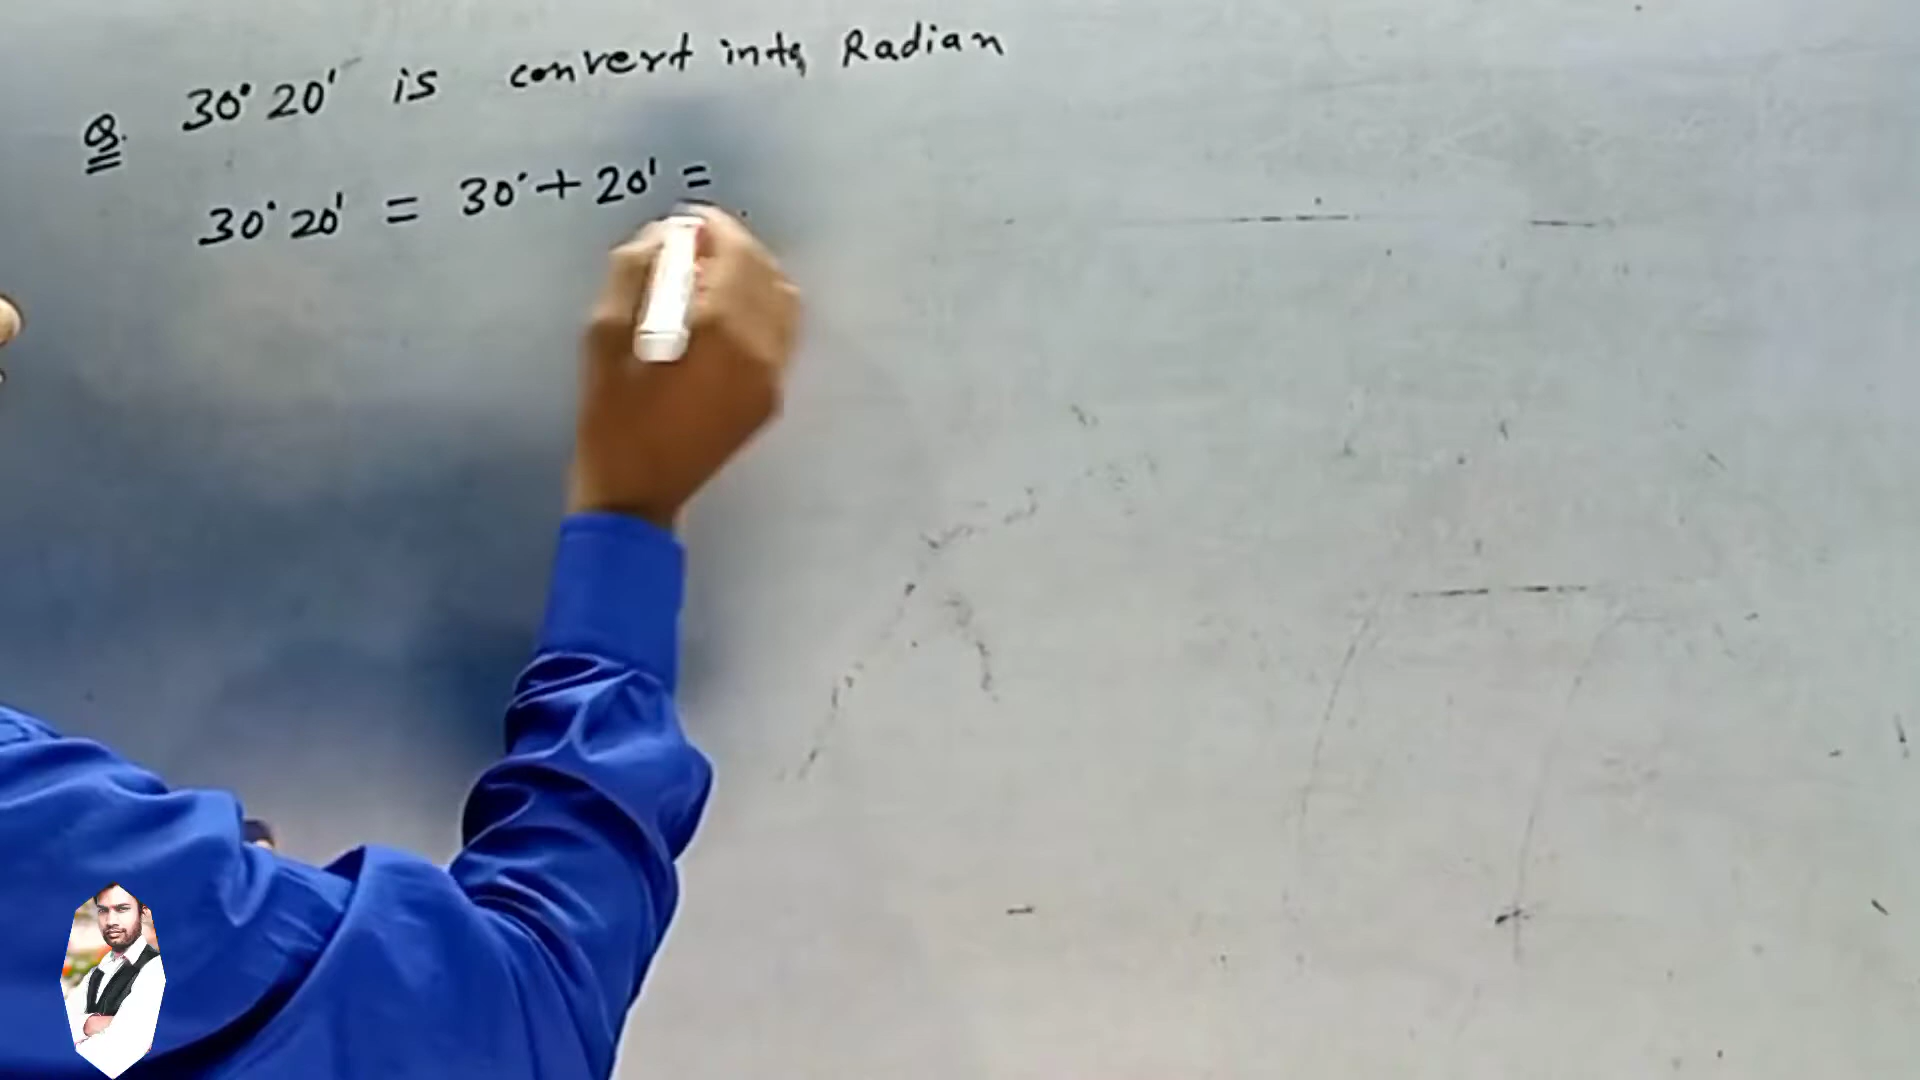 Q. 30° 20' is convert into Radian
30° 20' = 30° + 20' =